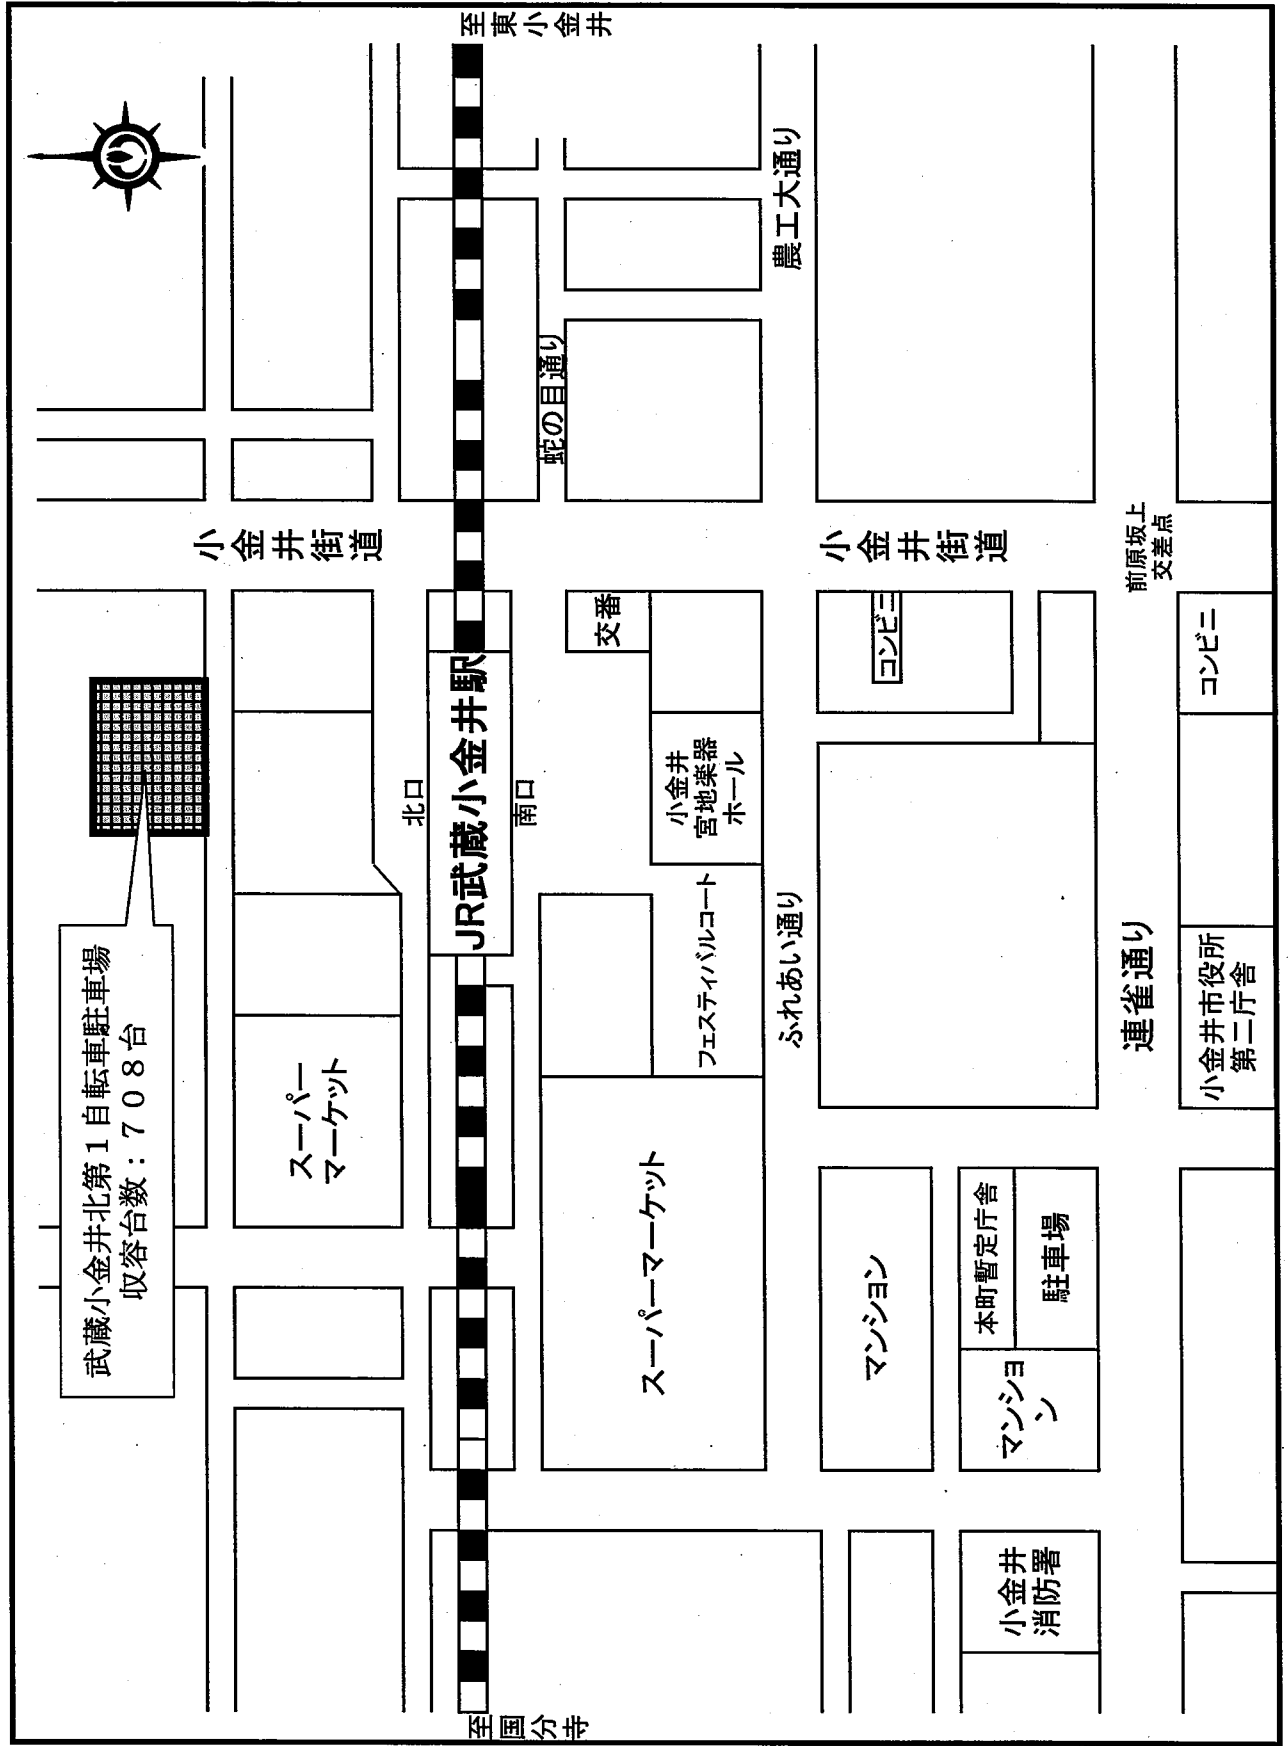 武蔵小金井北第１自転車駐車場
収容台数：７０８台
小金井街道
スーパー
マーケット
北口
JR武蔵小金井駅
南口
至国分寺
至東小金井
蛇の目通り
交番
小金井
宮地楽器
ホール
フェスティバルコート
スーパーマーケット
ふれあい通り
農工大通り
小金井街道
コンビニ
マンション
本町暫定庁舎
駐車場
マンショ
ン
小金井
消防署
連雀通り
前原坂上
交差点
コンビニ
小金井市役所
第二庁舎